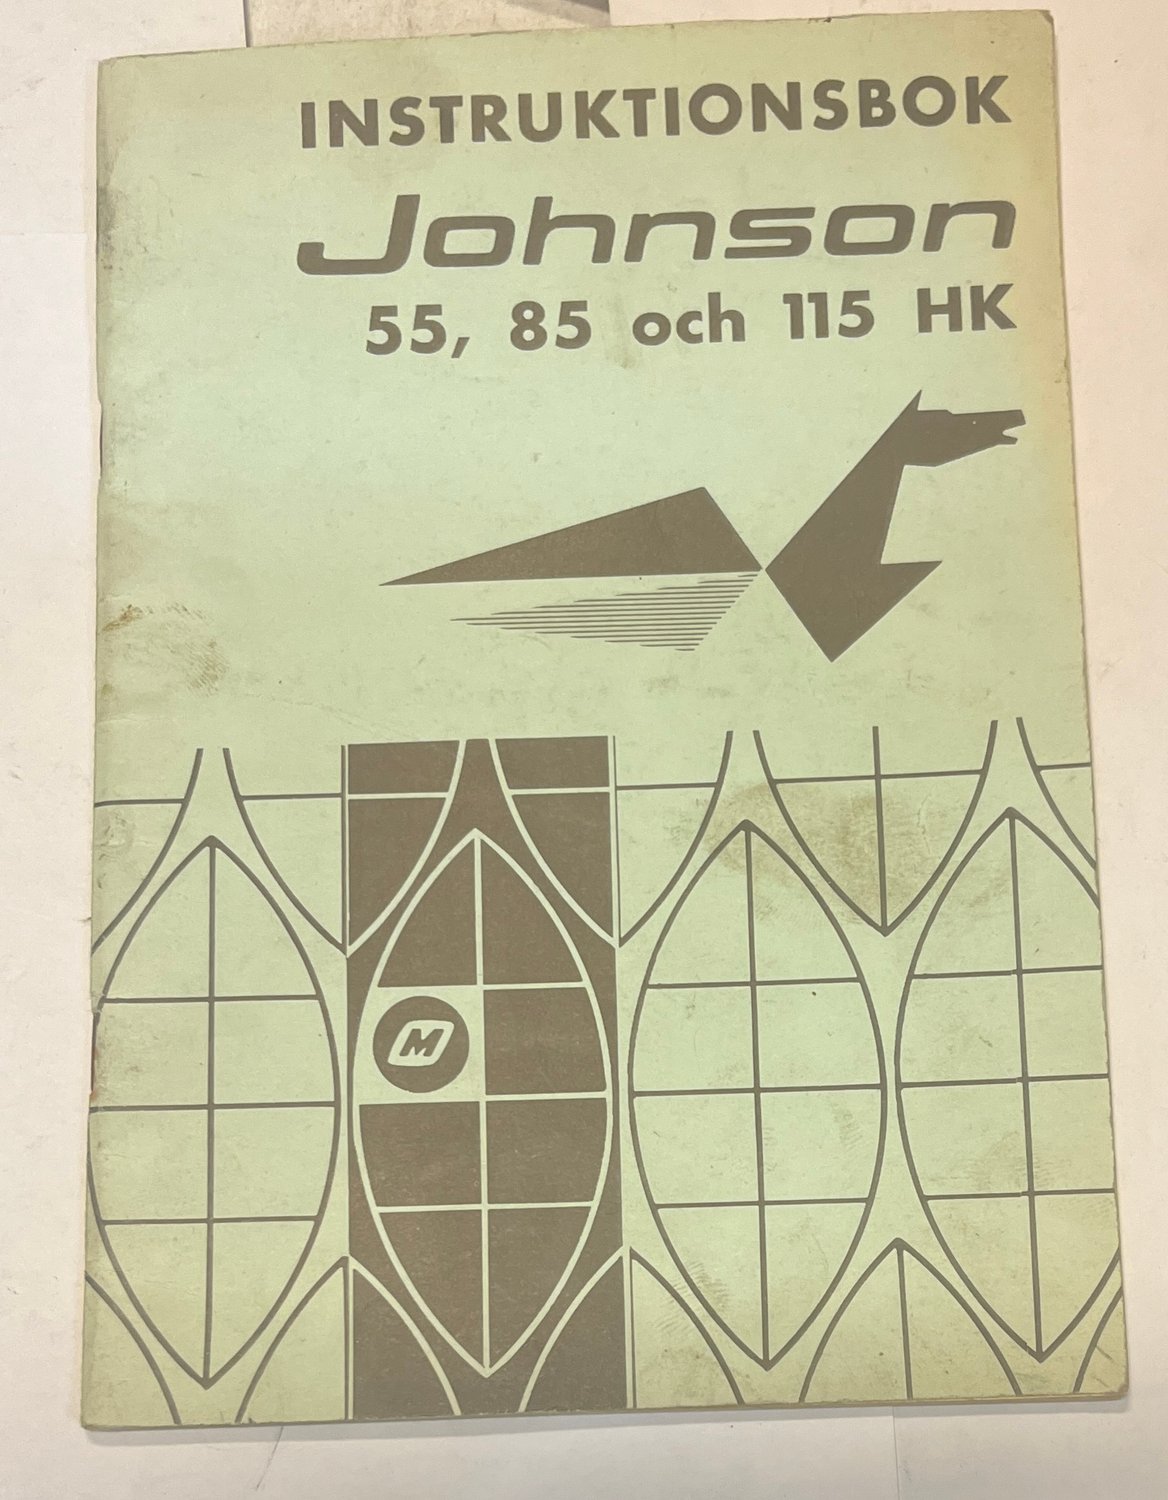 INSTRUKTIONSBOK
Johnson
55, 85 och 115 HK
M